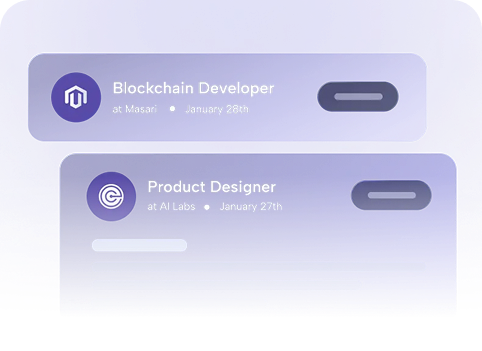 Blockchain Developer
at Masari • January 28th
Product Designer
at AI Labs • January 27th